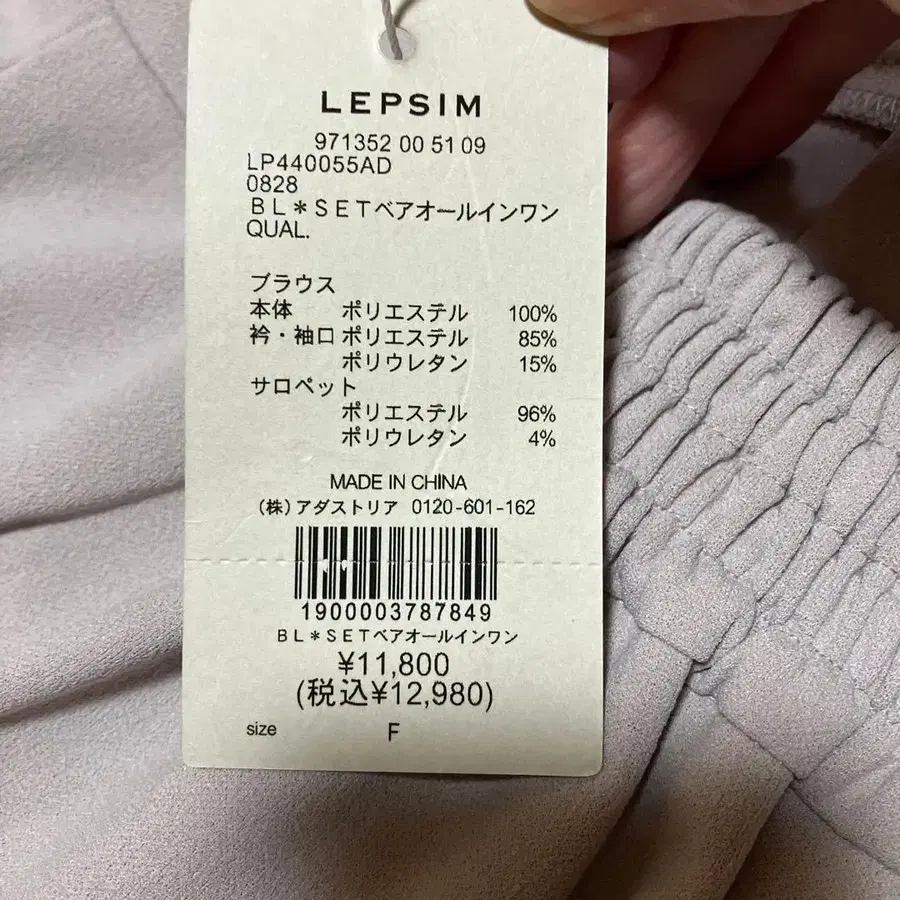 LEPSIM
971352 00 51 09
LP440055AD
0828
ＢＬ＊ＳＥＴベアオールインワン
QUAL.
ブラウス
本体 ポリエステル 100%
衿・袖口 ポリエステル 85%
ポリウレタン 15%
サロペット
ポリエステル 96%
ポリウレタン 4%
MADE IN CHINA
（株）アダストリア 0120-601-162
1900003787849
ＢＬ＊ＳＥＴベアオールインワン
¥11,800
(税込¥12,980)
size F